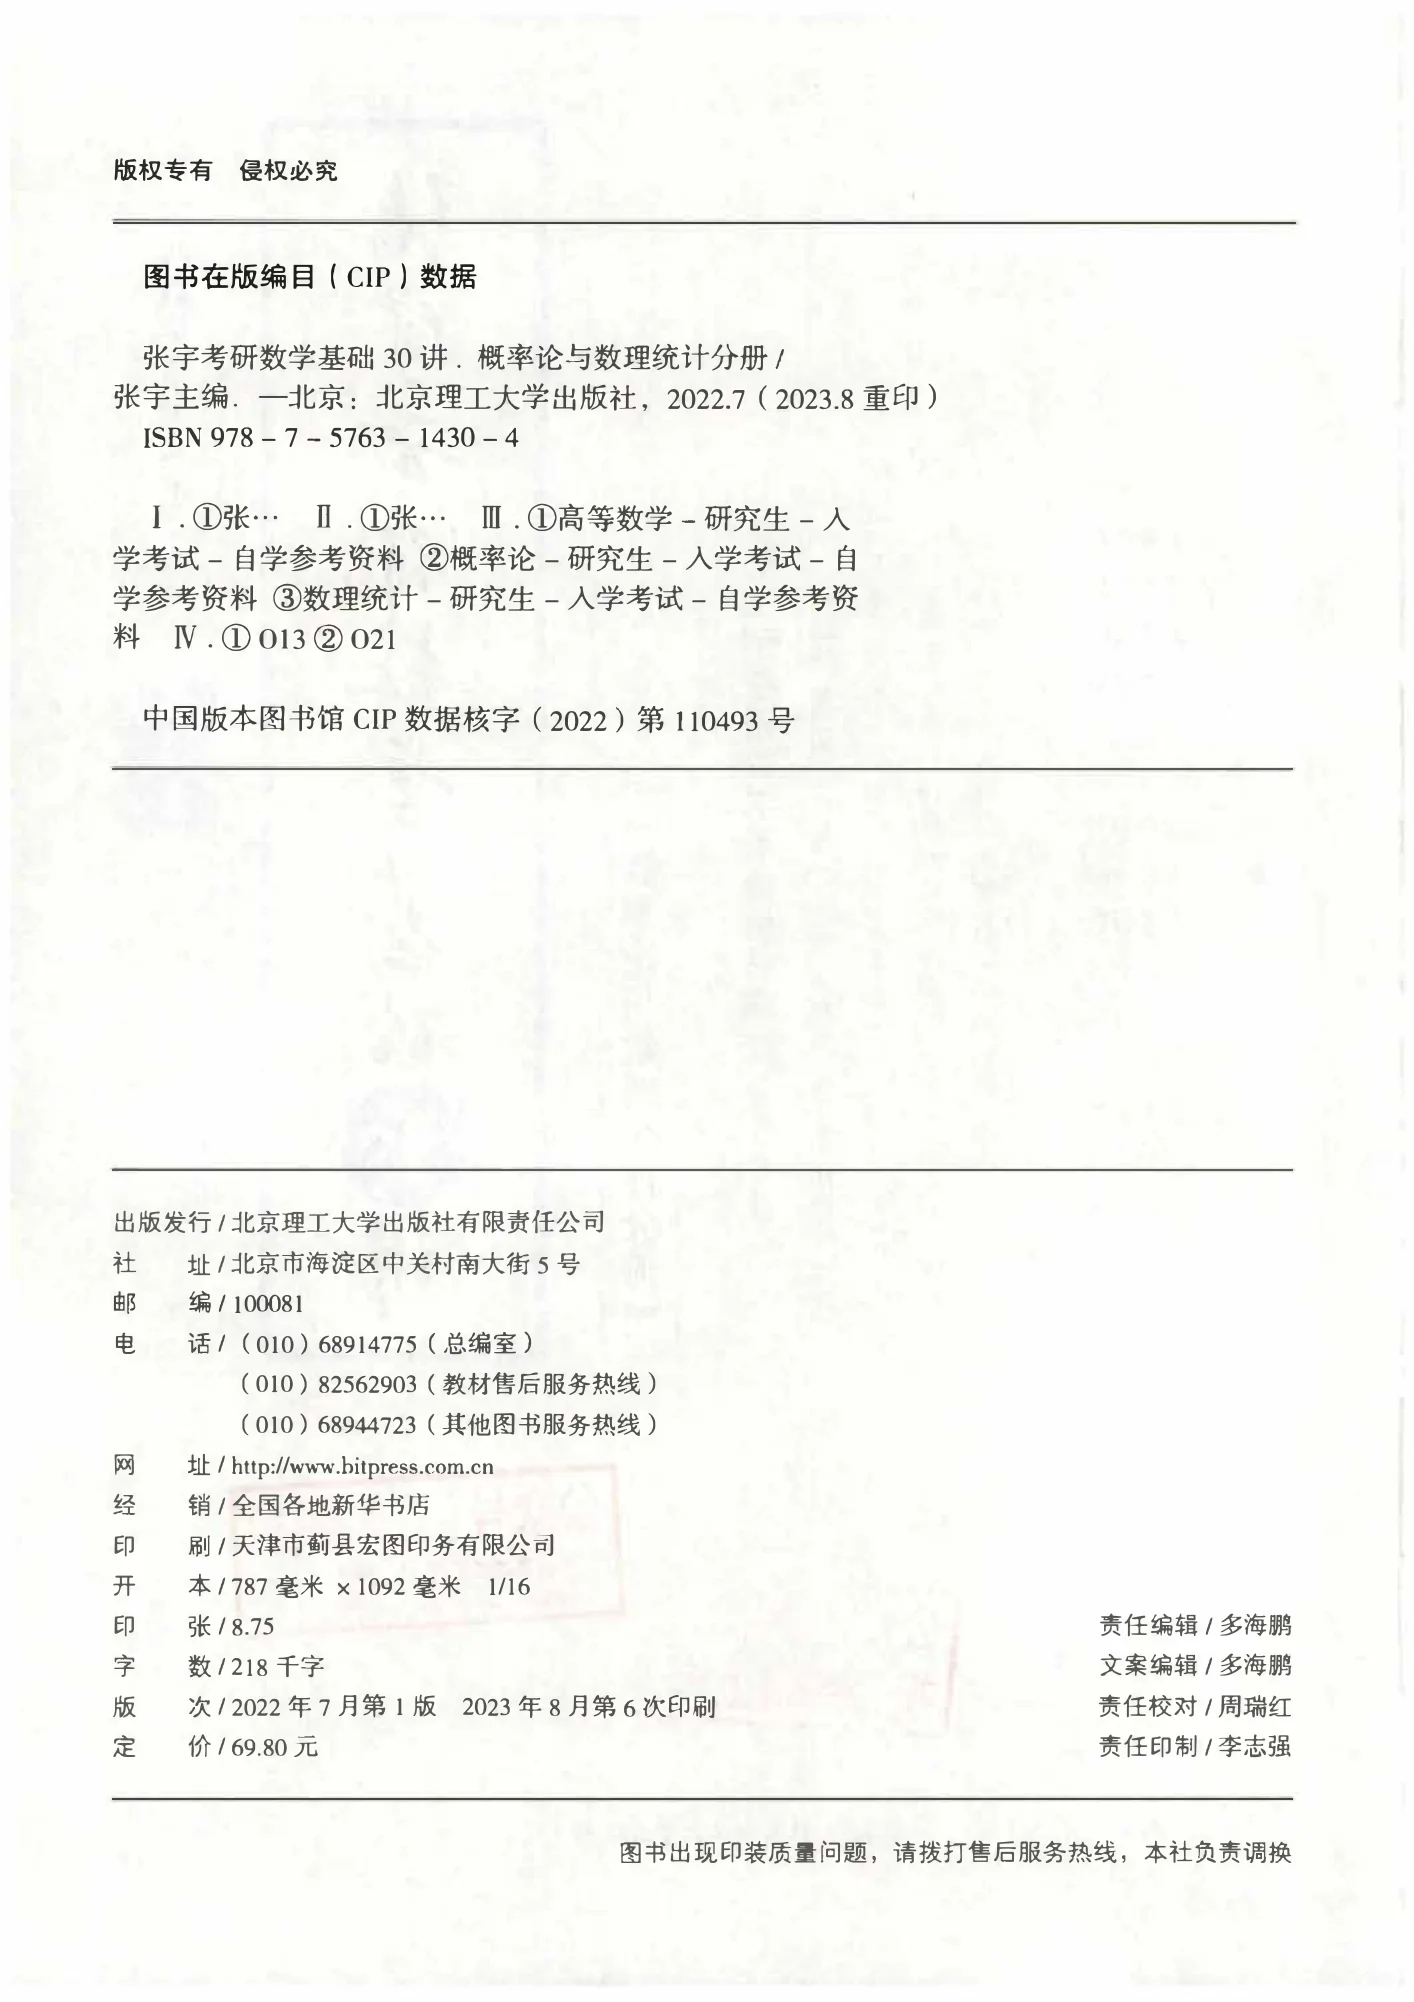 版权专有 侵权必究
图书在版编目（CIP）数据
张宇考研数学基础 30 讲．概率论与数理统计分册 /
张宇主编．—北京：北京理工大学出版社，2022.7（2023.8 重印）
ISBN 978 – 7 – 5763 – 1430 – 4
Ⅰ．①张… Ⅱ．①张… Ⅲ．①高等数学 – 研究生 – 入
学考试 – 自学参考资料 ②概率论 – 研究生 – 入学考试 – 自
学参考资料 ③数理统计 – 研究生 – 入学考试 – 自学参考资
料 Ⅳ．① O13 ② O21
中国版本图书馆 CIP 数据核字（2022）第 110493 号
出版发行 / 北京理工大学出版社有限责任公司
社 址 / 北京市海淀区中关村南大街 5 号
邮 编 / 100081
电 话 /（010）68914775（总编室）
（010）82562903（教材售后服务热线）
（010）68944723（其他图书服务热线）
网 址 / http://www.bitpress.com.cn
经 销 / 全国各地新华书店
印 刷 / 天津市蓟县宏图印务有限公司
开 本 / 787 毫米 × 1092 毫米 1/16
印 张 / 8.75 责任编辑 / 多海鹏
字 数 / 218 千字 文案编辑 / 多海鹏
版 次 / 2022 年 7 月第 1 版 2023 年 8 月第 6 次印刷 责任校对 / 周瑞红
定 价 / 69.80 元 责任印制 / 李志强
图书出现印装质量问题，请拨打售后服务热线，本社负责调换